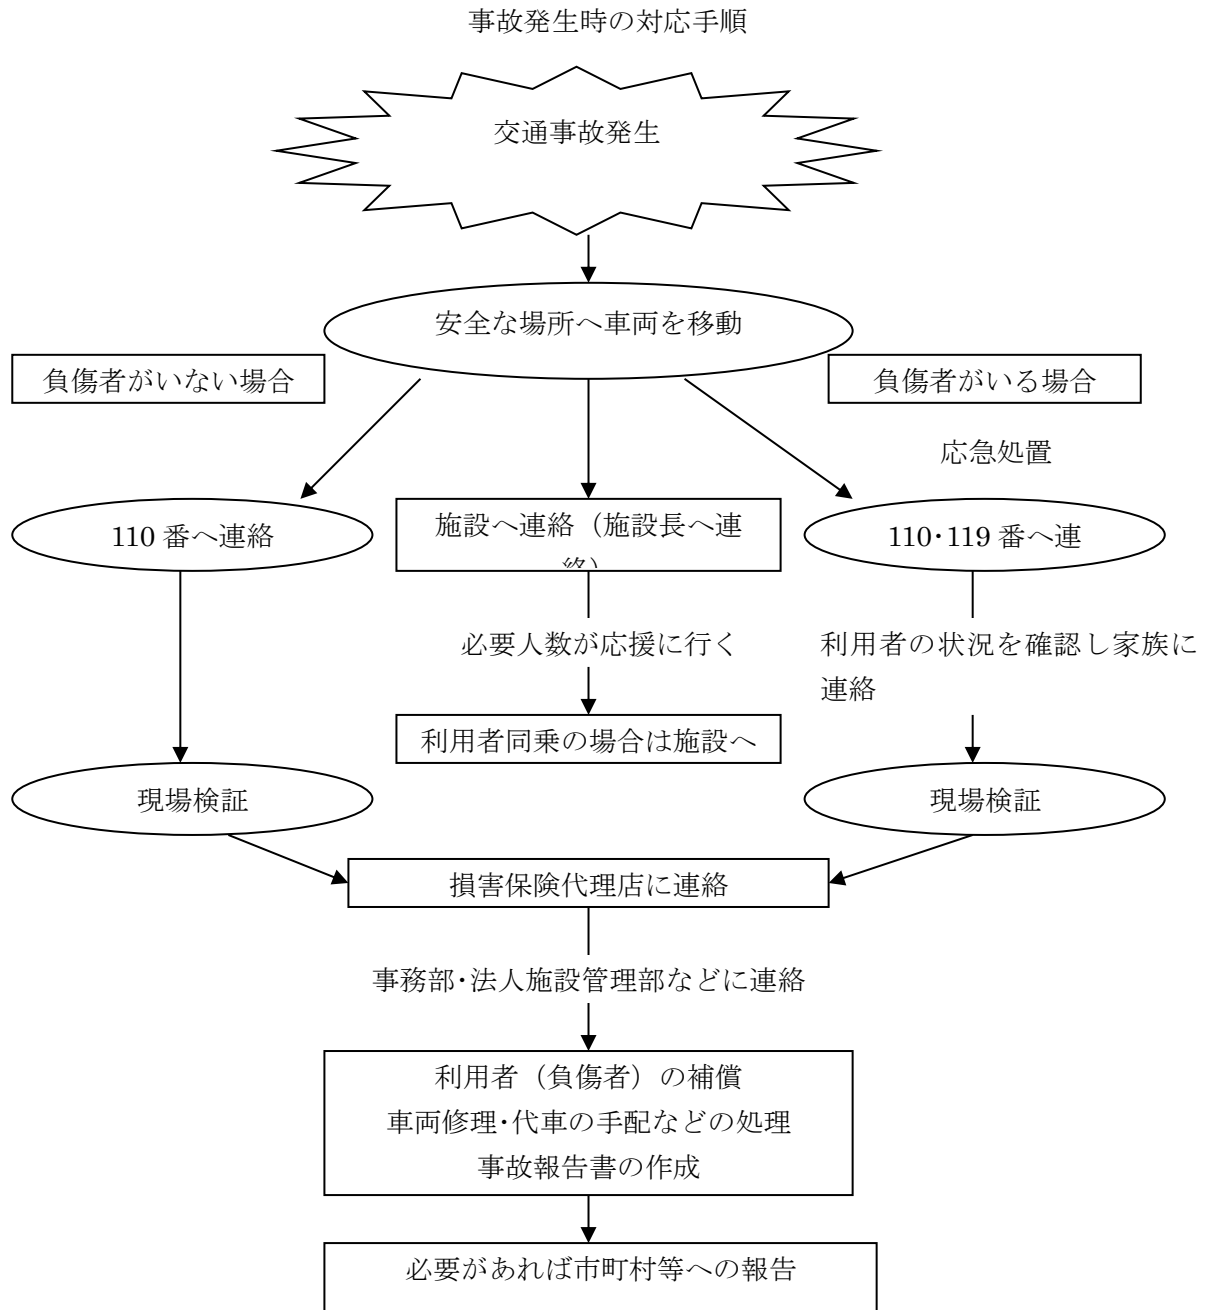 事故発生時の対応手順
交通事故発生
安全な場所へ車両を移動
負傷者がいない場合
負傷者がいる場合
応急処置
110 番へ連絡
施設へ連絡（施設長へ連
絡）
110･119 番へ連
必要人数が応援に行く
利用者の状況を確認し家族に
連絡
利用者同乗の場合は施設へ
現場検証
現場検証
損害保険代理店に連絡
事務部･法人施設管理部などに連絡
利用者（負傷者）の補償
車両修理･代車の手配などの処理
事故報告書の作成
必要があれば市町村等への報告